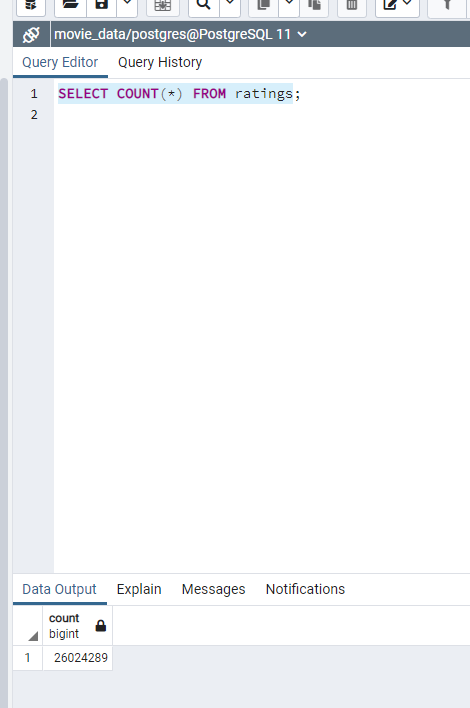 movie_data/postgres@PostgreSQL 11
Query Editor Query History
1 SELECT COUNT(*) FROM ratings;
2
Data Output Explain Messages Notifications
count
bigint
1 26024289